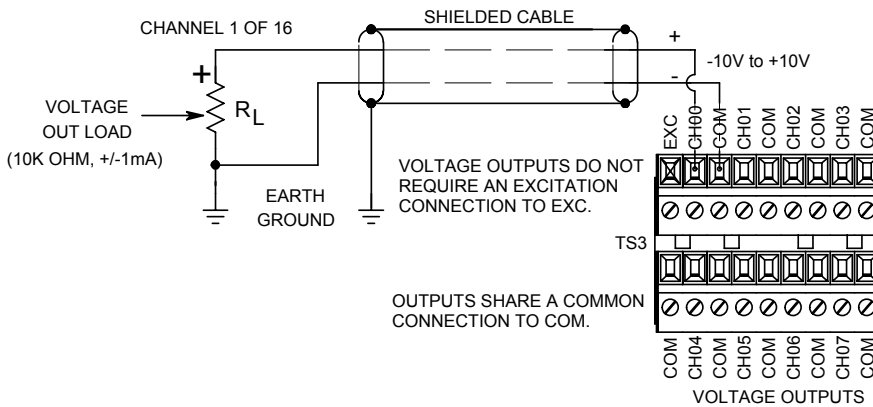 CHANNEL 1 OF 16
SHIELDED CABLE
+
-10V to +10V
-
+
R_L
VOLTAGE
OUT LOAD
(10K OHM, +/-1mA)
EARTH
GROUND
VOLTAGE OUTPUTS DO NOT
REQUIRE AN EXCITATION
CONNECTION TO EXC.
EXC
CH00
COM
CH01
COM
CH02
COM
CH03
COM
TS3
OUTPUTS SHARE A COMMON
CONNECTION TO COM.
COM
CH04
COM
CH05
COM
CH06
COM
CH07
COM
VOLTAGE OUTPUTS